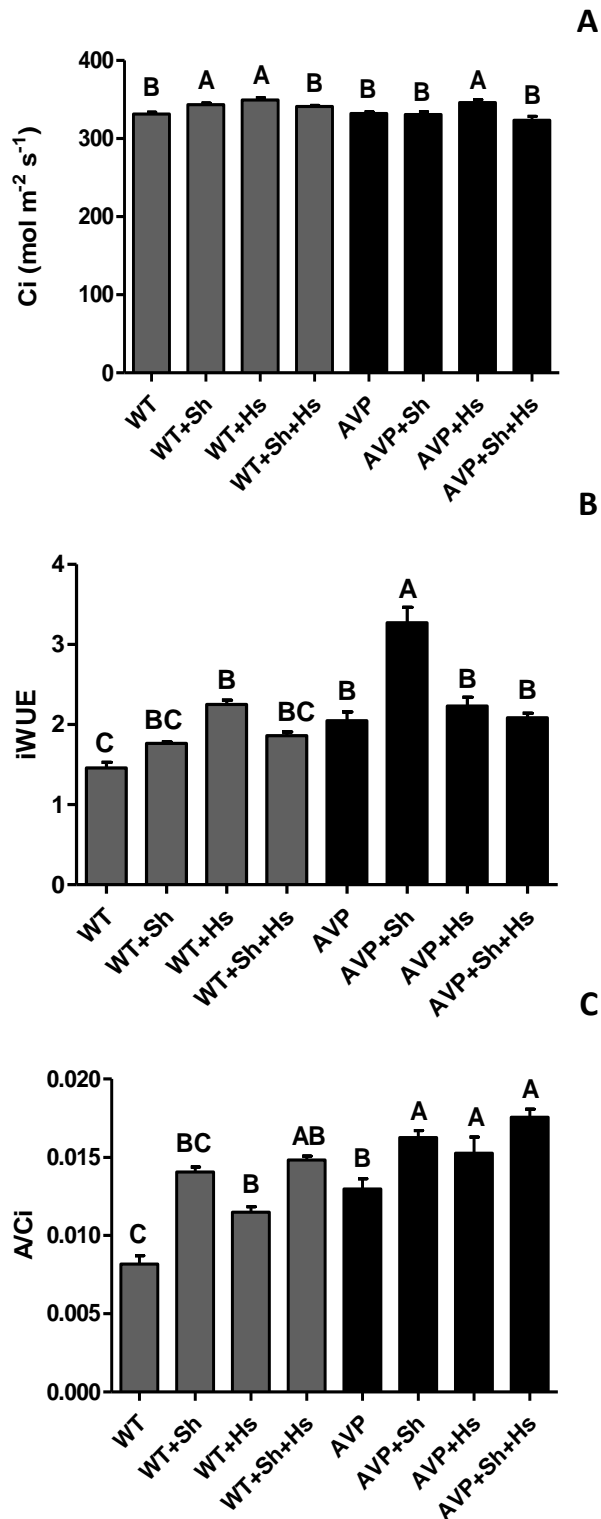 A
Ci (mol m⁻² s⁻¹)
400
300
200
100
0
B A A B B B A B
WT WT+Sh WT+Hs WT+Sh+Hs AVP AVP+Sh AVP+Hs AVP+Sh+Hs
B
iWUE
4
3
2
1
0
C BC B BC B A B B
WT WT+Sh WT+Hs WT+Sh+Hs AVP AVP+Sh AVP+Hs AVP+Sh+Hs
C
A/Ci
0.020
0.015
0.010
0.005
0.000
C BC B AB B A A A
WT WT+Sh WT+Hs WT+Sh+Hs AVP AVP+Sh AVP+Hs AVP+Sh+Hs